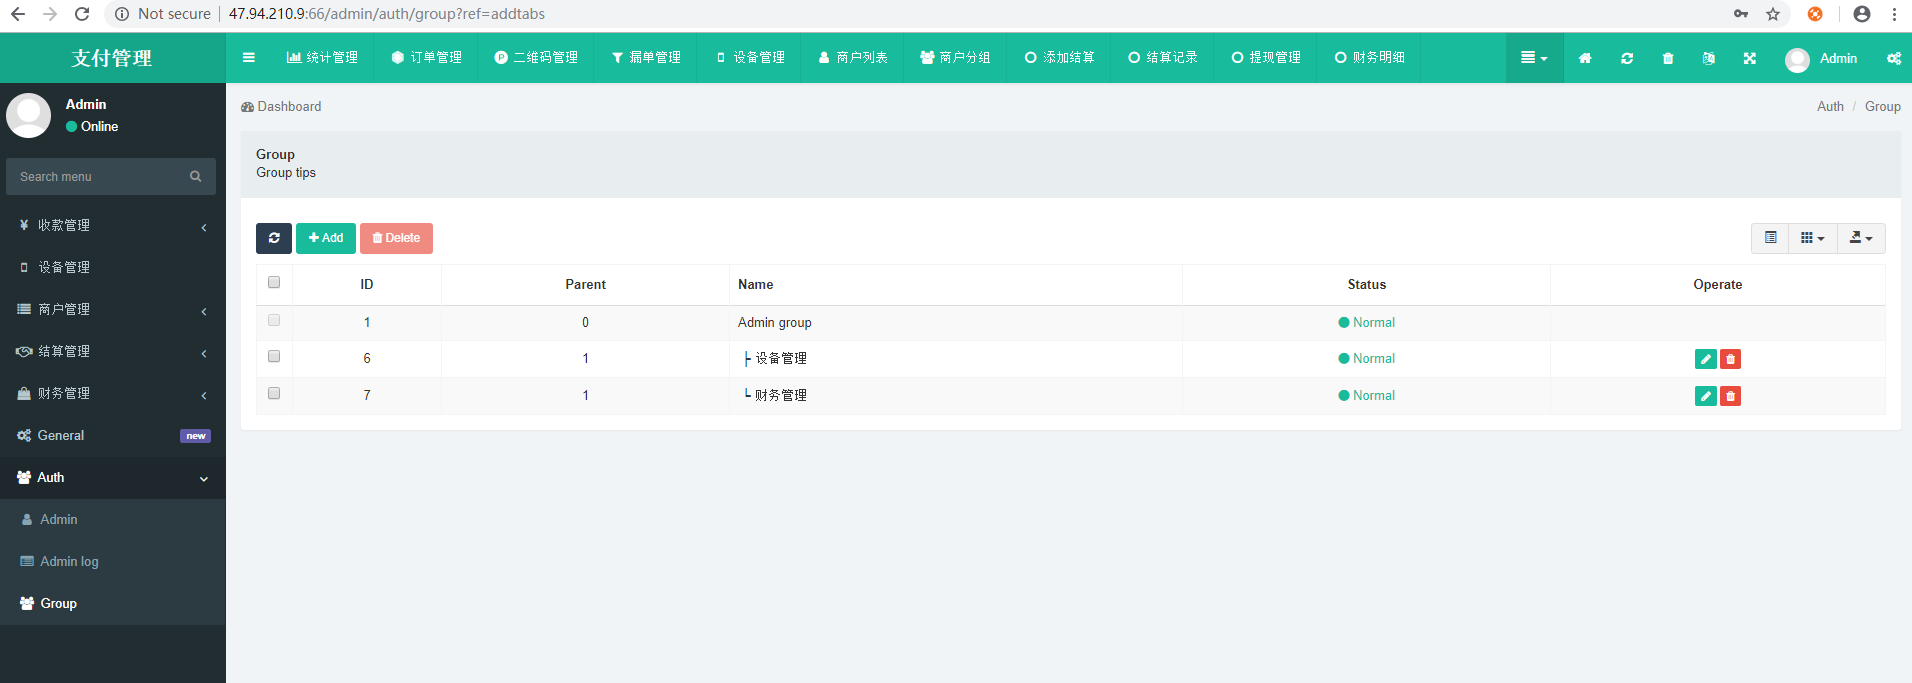 Not secure 47.94.210.9:66/admin/auth/group?ref=addtabs
支付管理
统计管理 订单管理 二维码管理 漏单管理 设备管理 商户列表 商户分组 添加结算 结算记录 提现管理 财务明细 Admin
Admin
Online
Search menu
¥ 收款管理
设备管理
商户管理
结算管理
财务管理
General new
Auth
Admin
Admin log
Group
Dashboard
Auth / Group
Group
Group tips
Add Delete
ID Parent Name Status Operate
1 0 Admin group Normal
6 1 ├ 设备管理 Normal
7 1 └ 财务管理 Normal